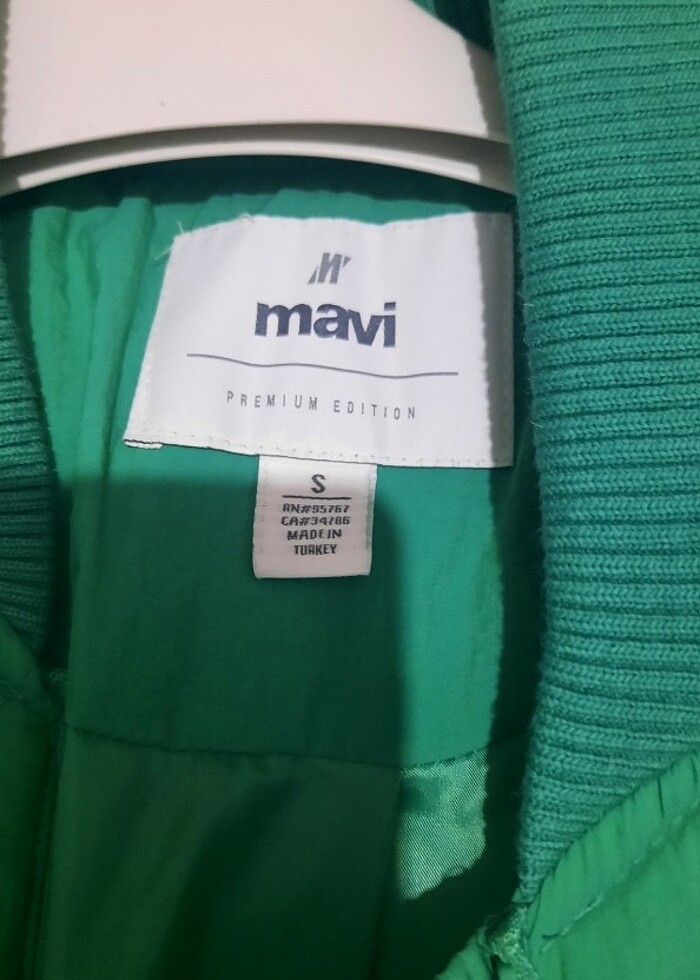 M
mavi
PREMIUM EDITION
S
RN#95767
CA#34786
MADE IN
TURKEY